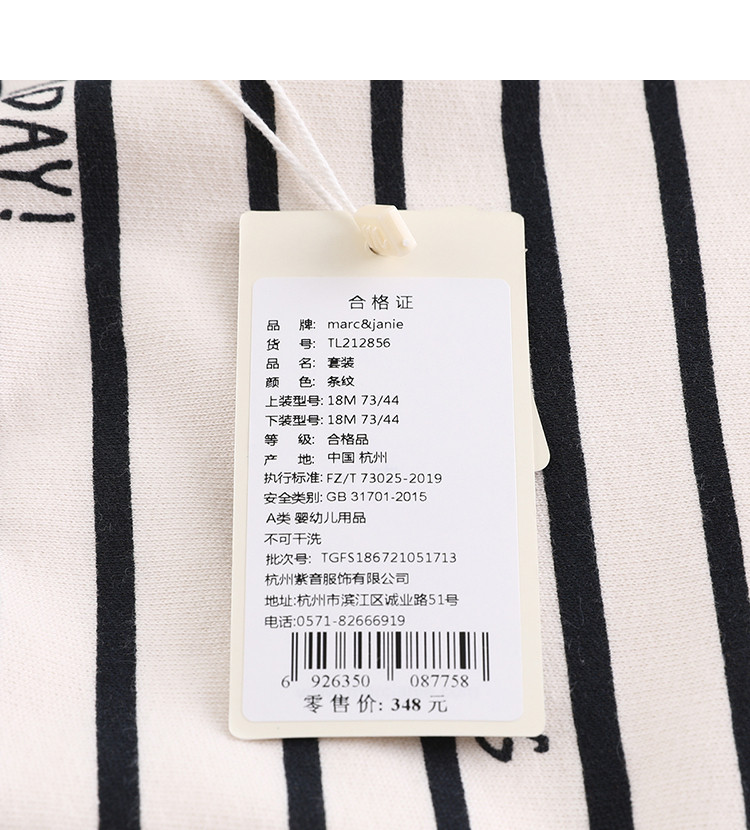 DAY!
合格证
品 牌: marc&janie
货 号: TL212856
品 名: 套装
颜 色: 条纹
上装型号: 18M 73/44
下装型号: 18M 73/44
等 级: 合格品
产 地: 中国 杭州
执行标准: FZ/T 73025-2019
安全类别: GB 31701-2015
A类 婴幼儿用品
不可干洗
批次号: TGFS186721051713
杭州紫音服饰有限公司
地址:杭州市滨江区诚业路51号
电话:0571-82666919
6 926350 087758
零售价: 348 元